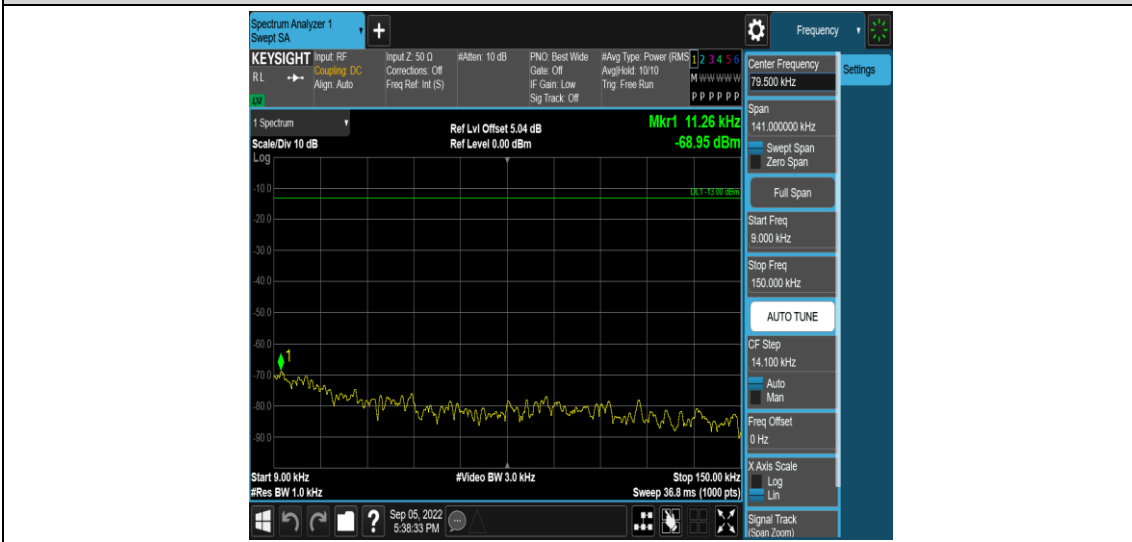 Spectrum Analyzer 1
Swept SA
+
Frequency
KEYSIGHT
RL
LXI
Input: RF
Coupling: DC
Align: Auto
Input Z: 50 Ω
Corrections: Off
Freq Ref: Int (S)
#Atten: 10 dB
PNO: Best Wide
Gate: Off
IF Gain: Low
Sig Track: Off
#Avg Type: Power (RMS
Avg|Hold: 10/10
Trig: Free Run
1 2 3 4 5 6
M W W W W W
P P P P P P
1 Spectrum
Scale/Div 10 dB
Log
Ref Lvl Offset 5.04 dB
Ref Level 0.00 dBm
Mkr1 11.26 kHz
-68.95 dBm
DL1 -13.00 dBm
-10.0
-20.0
-30.0
-40.0
-50.0
-60.0
1
-70.0
-80.0
-90.0
Start 9.00 kHz
#Res BW 1.0 kHz
#Video BW 3.0 kHz
Stop 150.00 kHz
Sweep 36.8 ms (1000 pts)
?
Sep 05, 2022
5:38:33 PM
Center Frequency
79.500 kHz
Settings
Span
141.000000 kHz
Swept Span
Zero Span
Full Span
Start Freq
9.000 kHz
Stop Freq
150.000 kHz
AUTO TUNE
CF Step
14.100 kHz
Auto
Man
Freq Offset
0 Hz
X Axis Scale
Log
Lin
Signal Track
(Span Zoom)